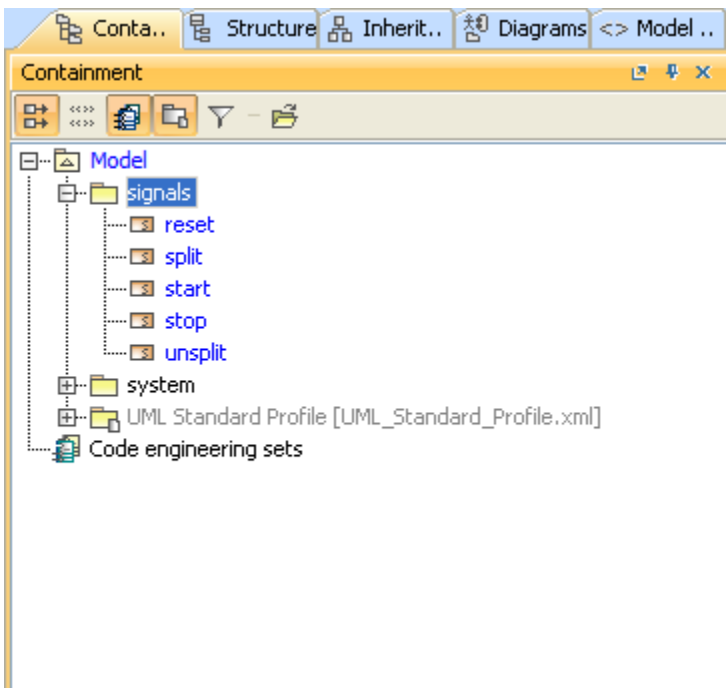 Conta.. Structure Inherit.. Diagrams <> Model ..
Containment
Model
signals
reset
split
start
stop
unsplit
system
UML Standard Profile [UML_Standard_Profile.xml]
Code engineering sets